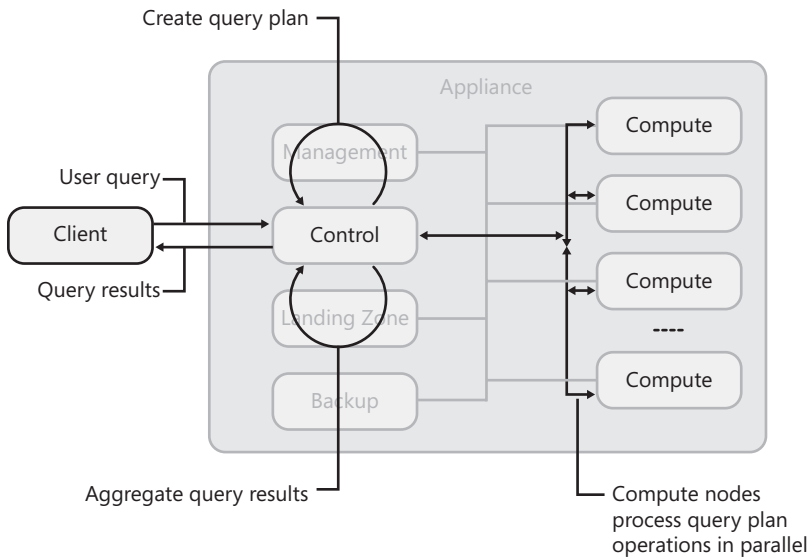 Create query plan
Appliance
Compute
Management
User query
Compute
Client
Control
Query results
Compute
Landing Zone
Compute
Backup
Aggregate query results
Compute nodes
process query plan
operations in parallel